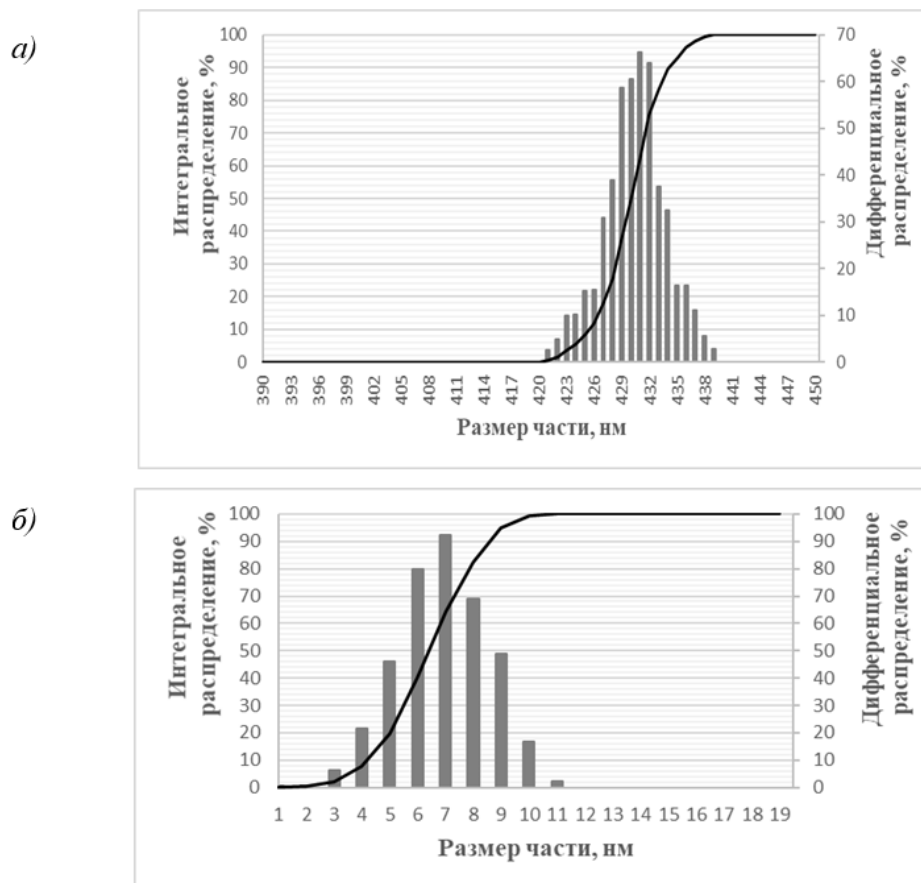 а)
Интегральное
распределение, %
100
90
80
70
60
50
40
30
20
10
0
70
60
50
40
30
20
10
0
Дифференциальное
распределение, %
390 393 396 399 402 405 408 411 414 417 420 423 426 429 432 435 438 441 444 447 450
Размер части, нм
б)
Интегральное
распределение, %
100
90
80
70
60
50
40
30
20
10
0
100
90
80
70
60
50
40
30
20
10
0
Дифференциальное
распределение, %
1 2 3 4 5 6 7 8 9 10 11 12 13 14 15 16 17 18 19
Размер части, нм